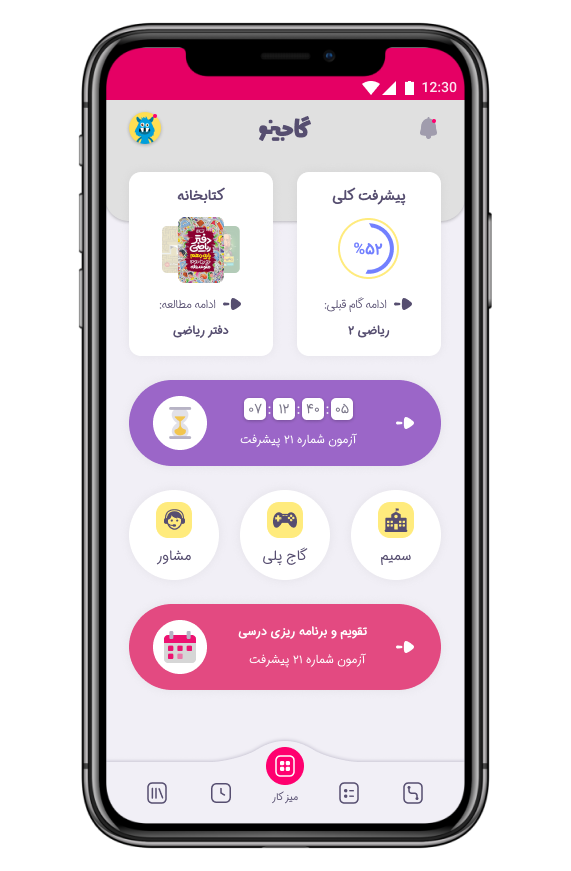 12:30
گاجینو
پیشرفت کلی
%۵۲
ادامه گام قبلی:
ریاضی ۲
کتابخانه
دفتر
ریاضی
ادامه مطالعه:
دفتر ریاضی
۰۷ : ۱۲ : ۴۰ : ۰۵
آزمون شماره ۲۱ پیشرفت
سمیم
گاج پلی
مشاور
تقویم و برنامه ریزی درسی
آزمون شماره ۲۱ پیشرفت
میز کار